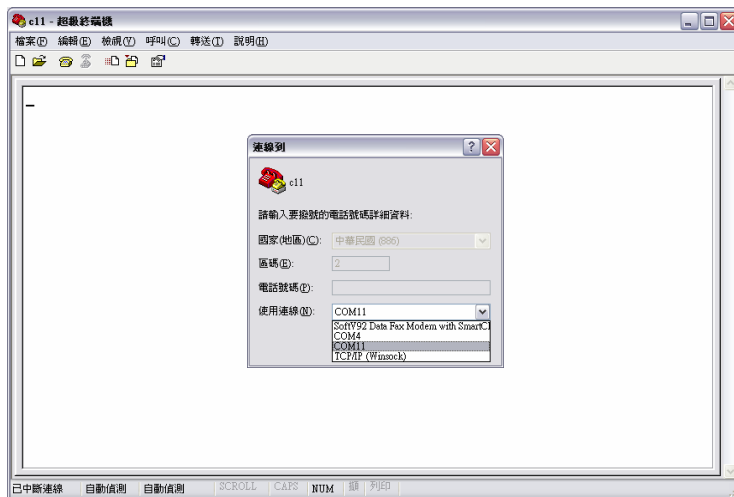 c11 - 超級終端機
檔案(F) 編輯(E) 檢視(V) 呼叫(C) 轉送(T) 說明(H)
連線到
c11
請輸入要撥號的電話號碼詳細資料:
國家(地區)(C): 中華民國 (886)
區碼(E): 2
電話號碼(P):
使用連線(N): COM11
SoftV92 Data Fax Modem with SmartC
COM4
COM11
TCP/IP (Winsock)
已中斷連線 自動偵測 自動偵測 SCROLL CAPS NUM 擷 列印